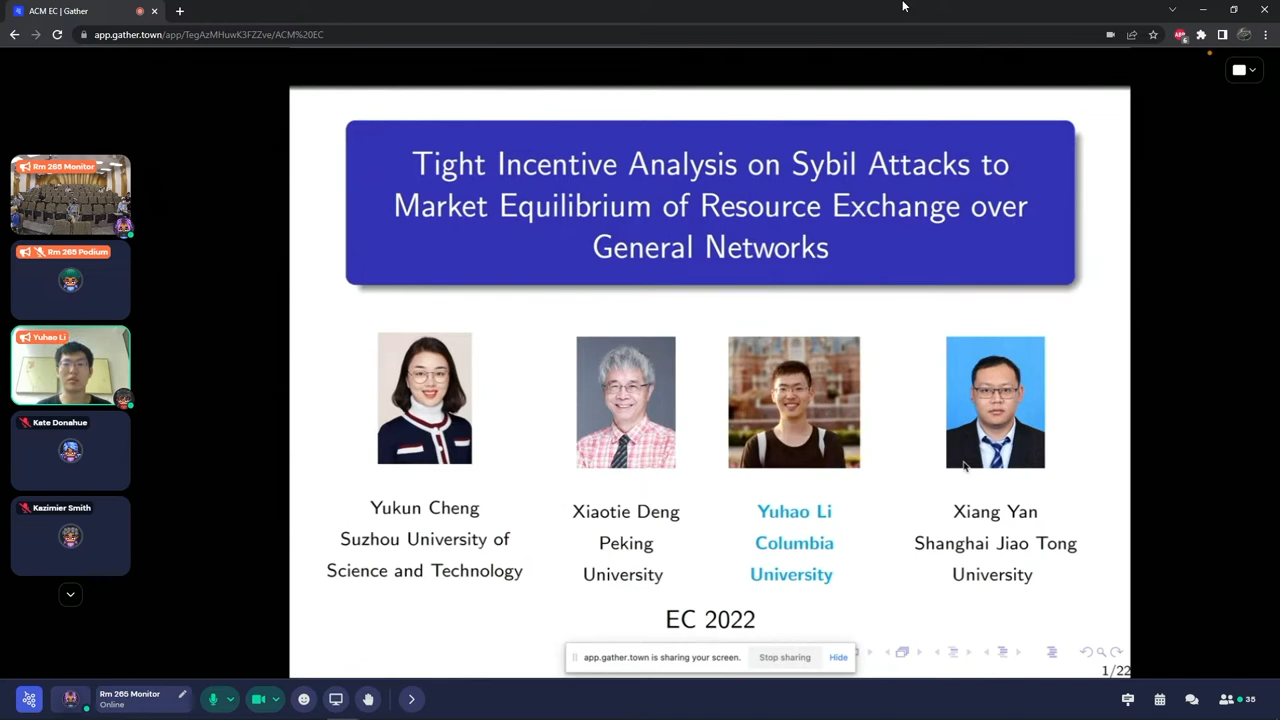 ACM EC | Gather
app.gather.town/app/TegAzMHuwK3FZZve/ACM%20EC
6
Rm 265 Monitor
Rm 265 Podium
Yuhao Li
Kate Donahue
Kazimier Smith
Tight Incentive Analysis on Sybil Attacks to
Market Equilibrium of Resource Exchange over
General Networks
Yukun Cheng
Suzhou University of
Science and Technology
Xiaotie Deng
Peking
University
Yuhao Li
Columbia
University
Xiang Yan
Shanghai Jiao Tong
University
EC 2022
app.gather.town is sharing your screen.
Stop sharing
Hide
1/22
Rm 265 Monitor
Online
35